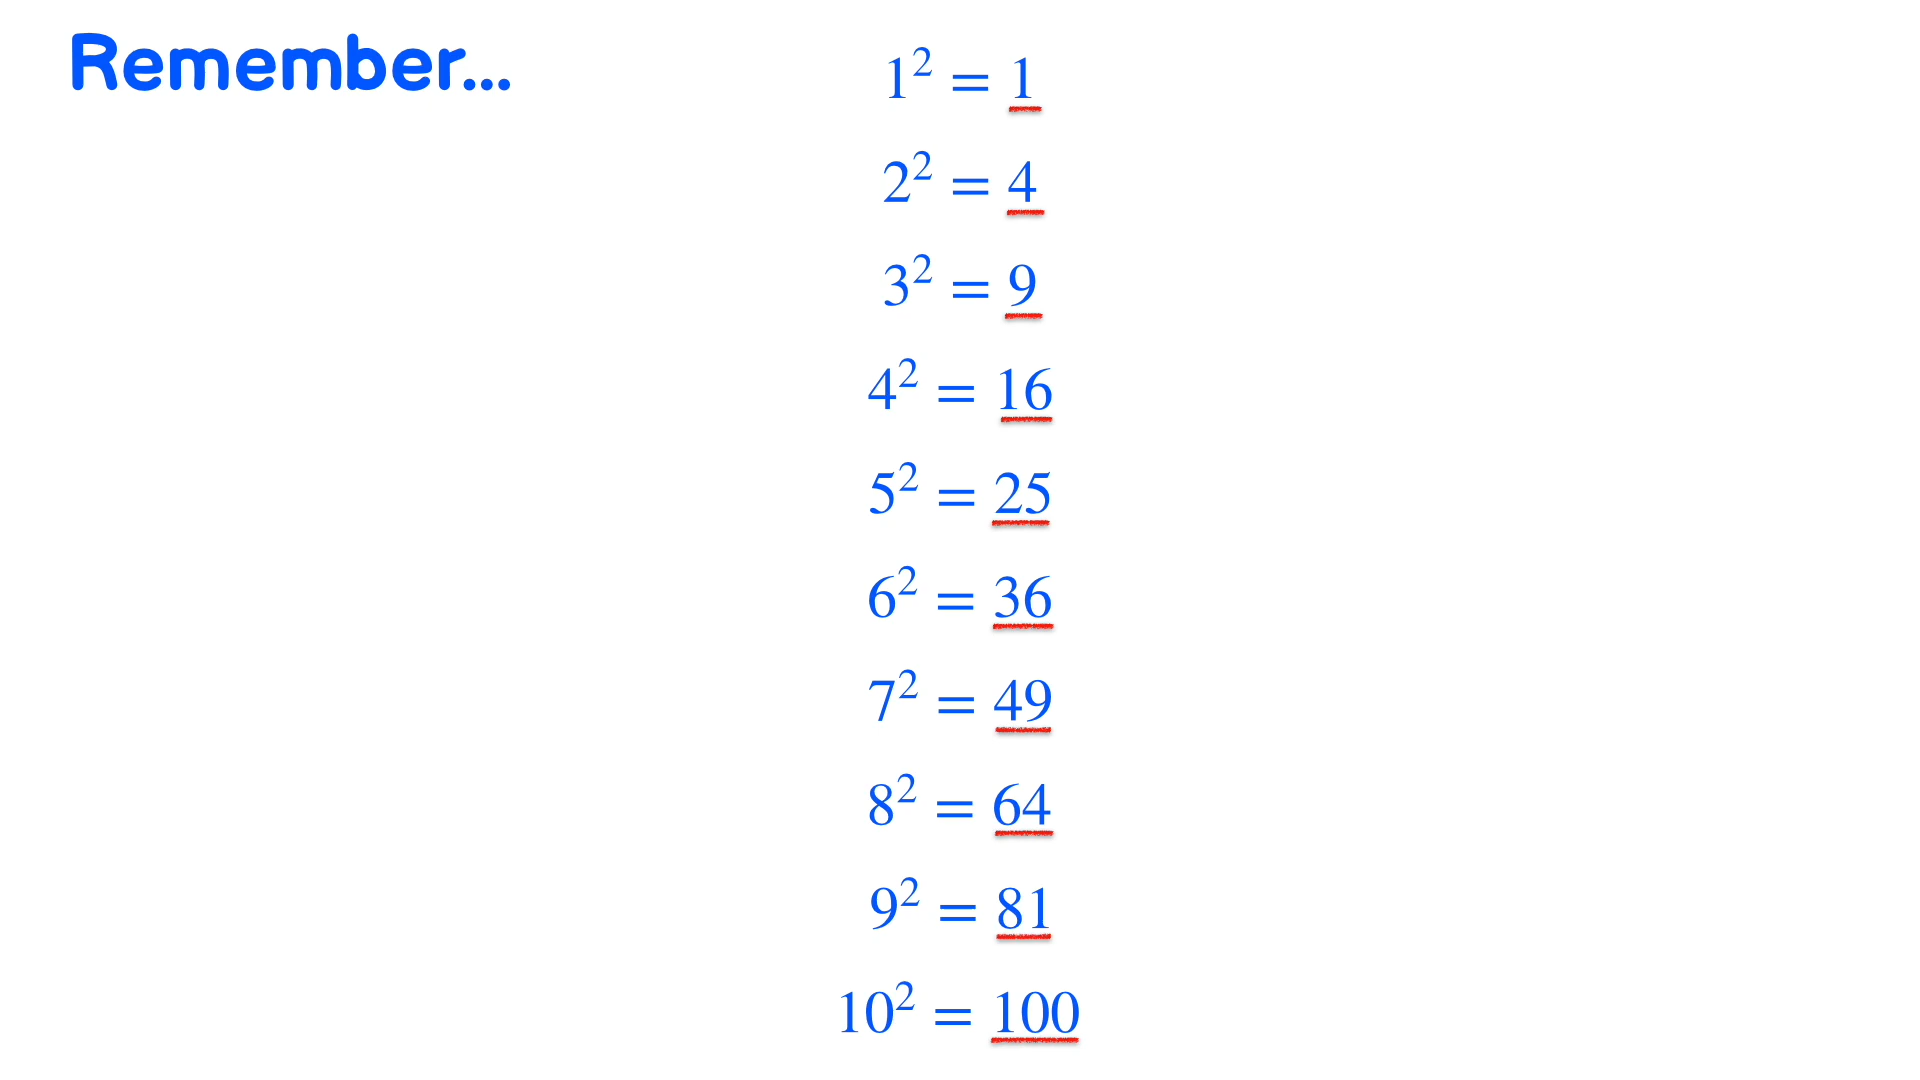 Remember...
1² = 1
2² = 4
3² = 9
4² = 16
5² = 25
6² = 36
7² = 49
8² = 64
9² = 81
10² = 100